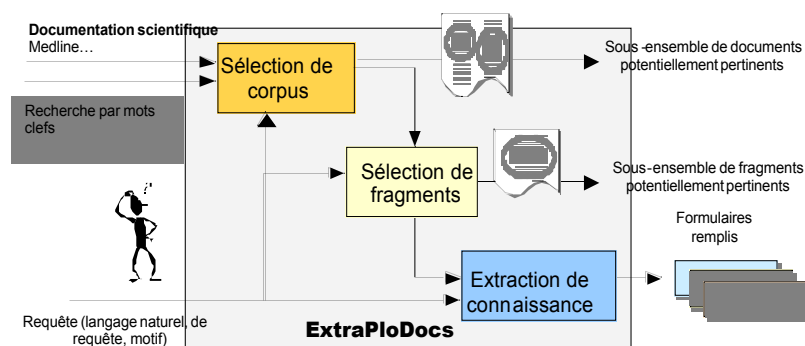 Documentation scientifique
Medline…
Sélection de
corpus
Sous-ensemble de documents
potentiellement pertinents
Recherche par mots
clefs
Sélection de
fragments
Sous-ensemble de fragments
potentiellement pertinents
Formulaires
remplis
Extraction de
connaissance
Requête (langage naturel, de
requête, motif)
ExtraPloDocs